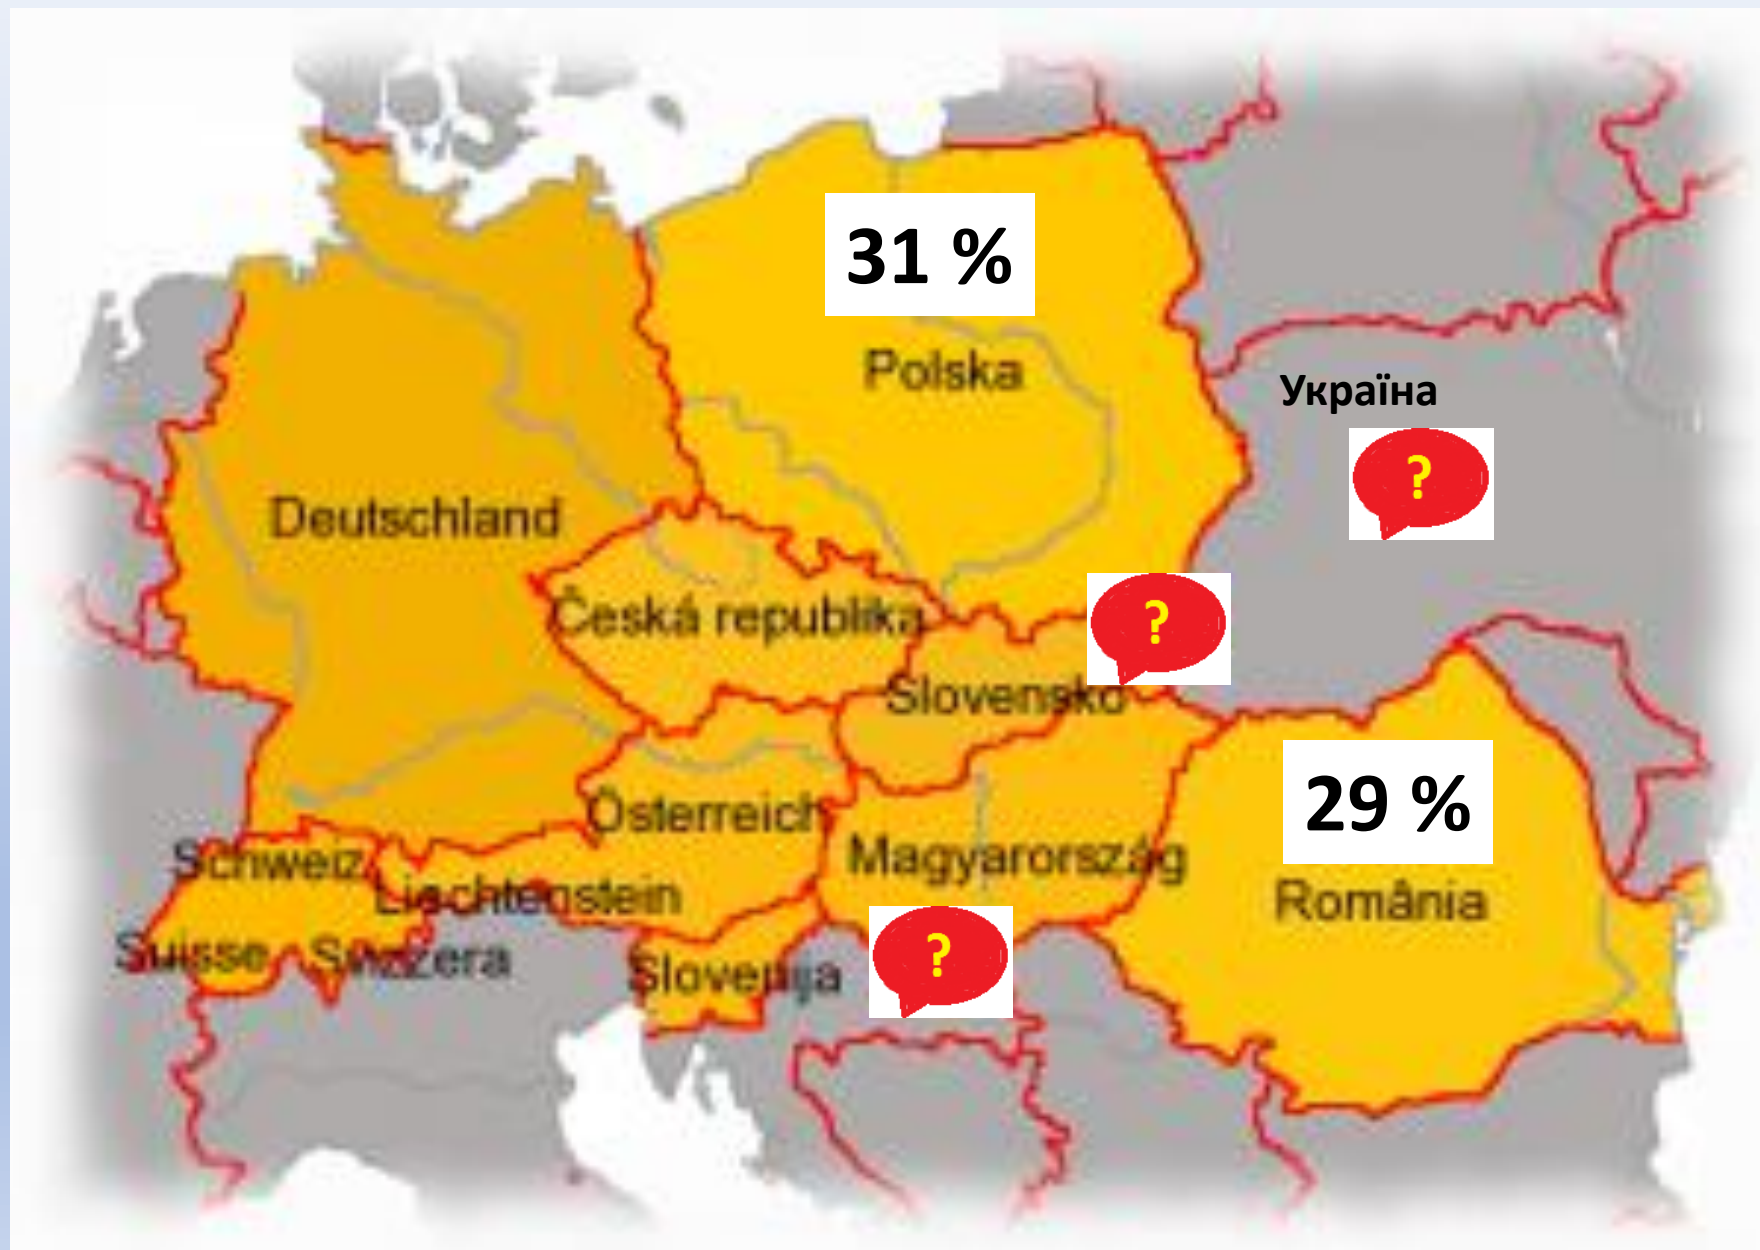 31 %
Polska
Україна
?
Deutschland
Česká republika
?
Slovensko
29 %
Österreich
Schweiz
Magyarország
Liechtenstein
România
Suisse
Svizzera
Slovenija
?